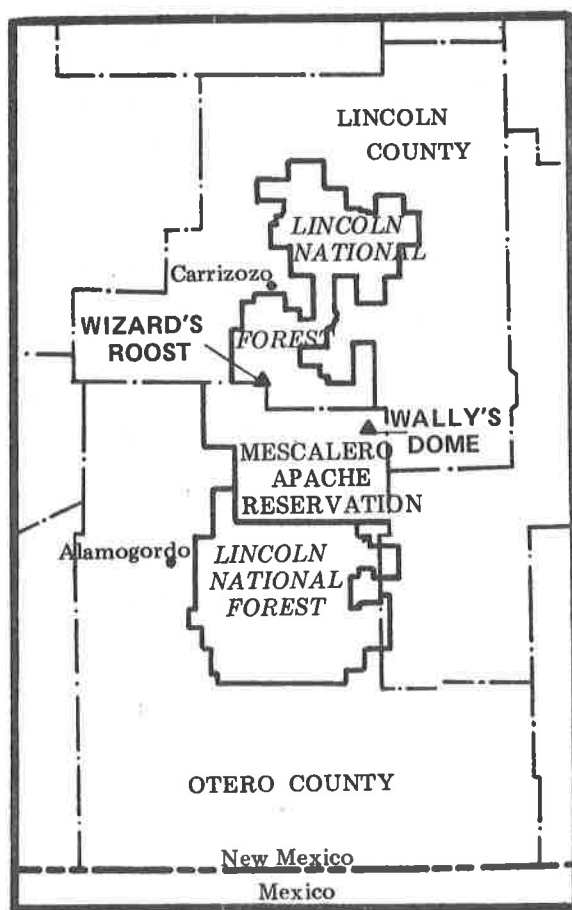 LINCOLN
COUNTY
LINCOLN
NATIONAL
Carrizozo
WIZARD'S
ROOST
FOREST
WALLY'S
DOME
MESCALERO
APACHE
RESERVATION
Alamogordo
LINCOLN
NATIONAL
FOREST
OTERO COUNTY
New Mexico
Mexico